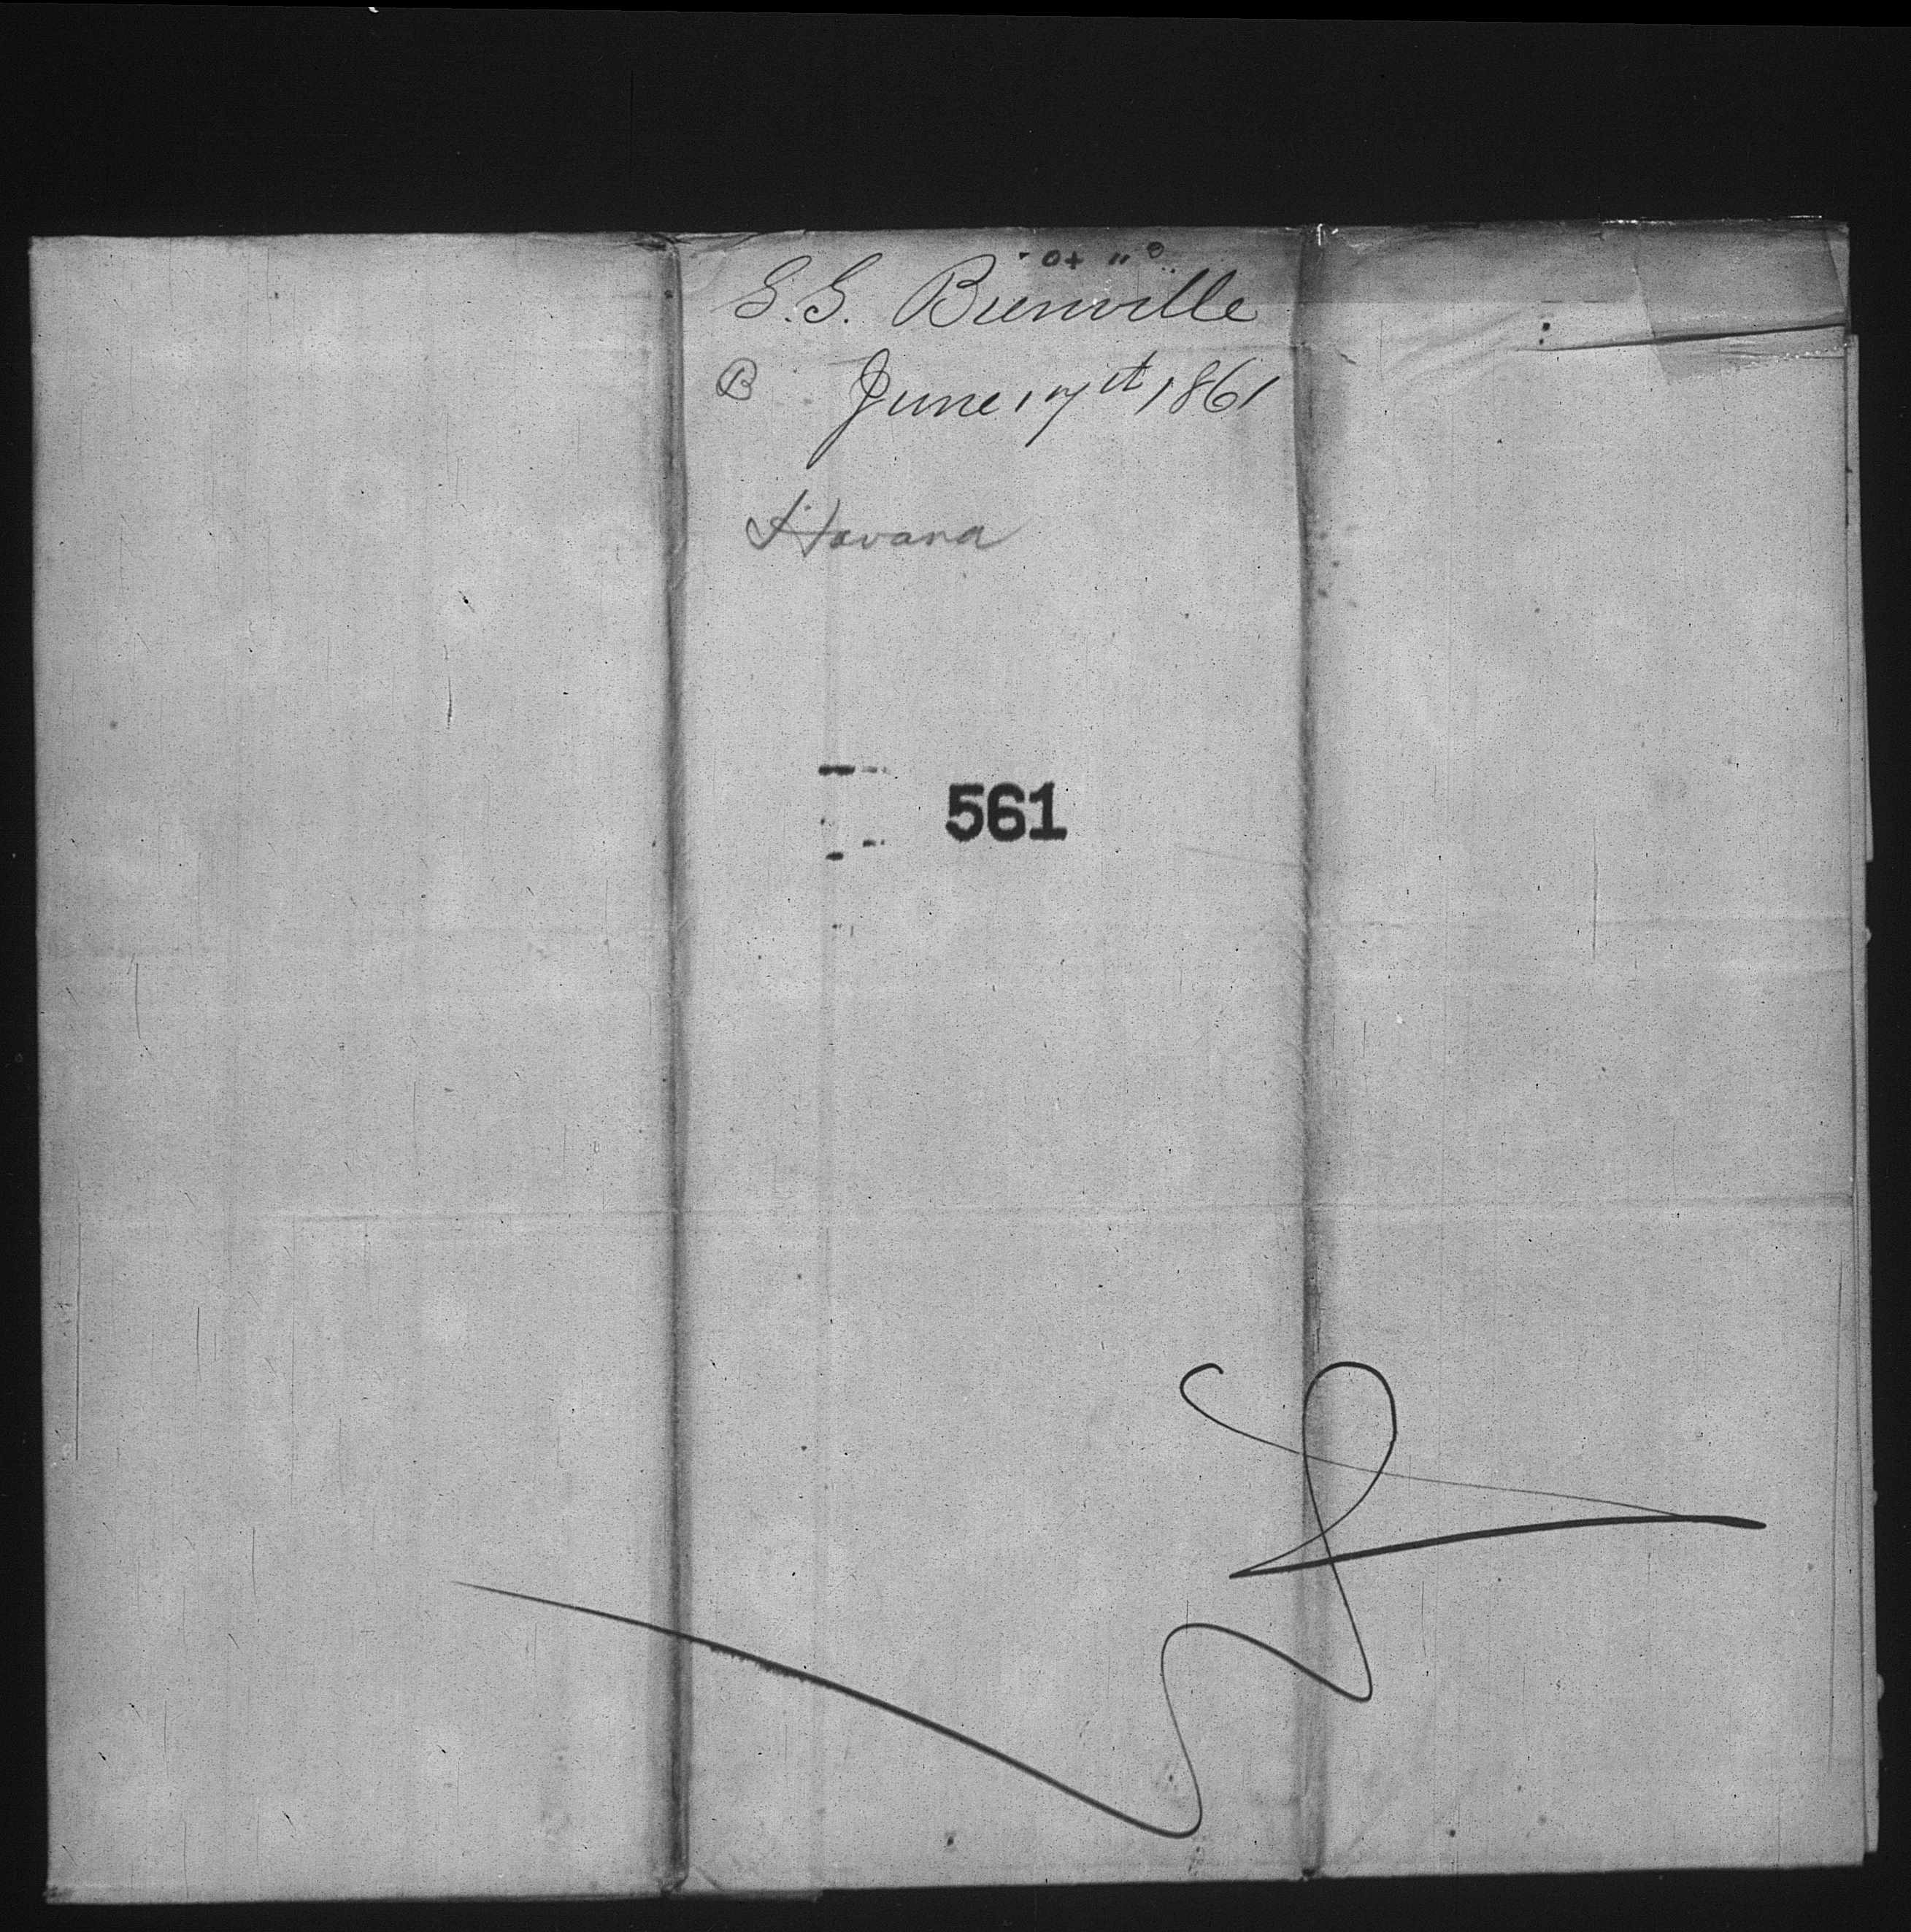 S.S. Bienville
B June 17th 1861
Havana
561